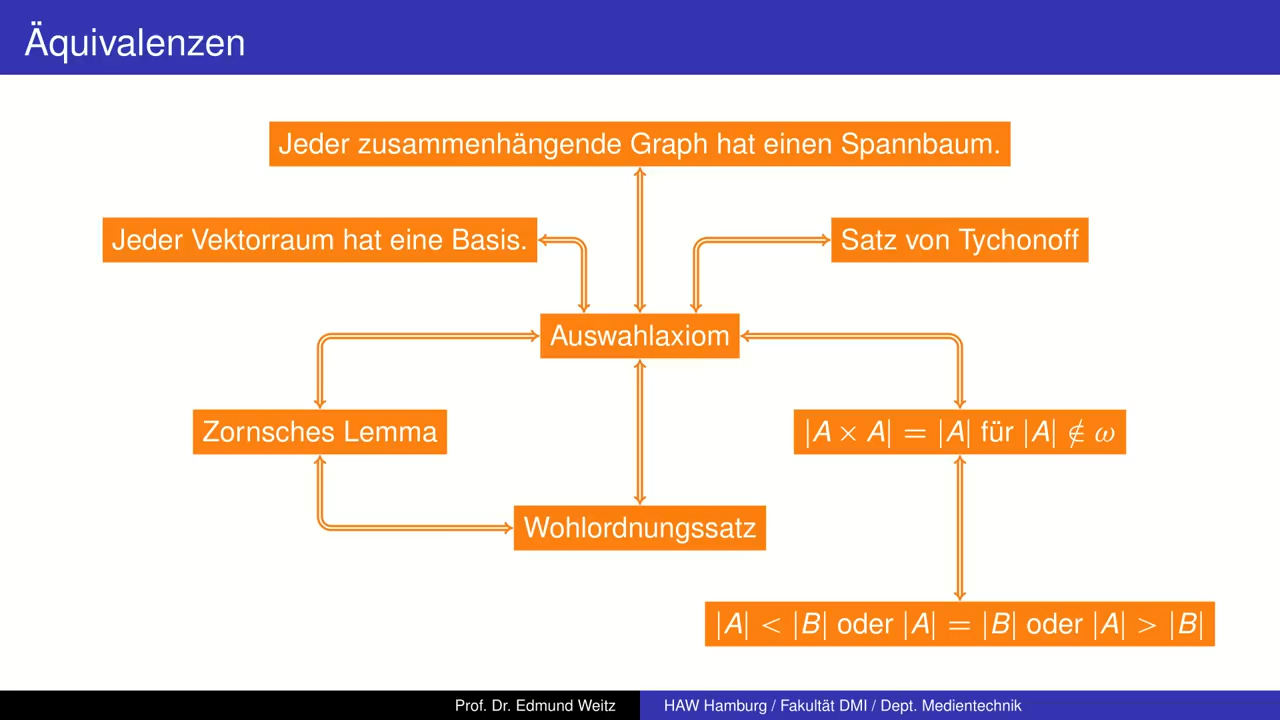 Äquivalenzen
Jeder zusammenhängende Graph hat einen Spannbaum.
Jeder Vektorraum hat eine Basis.
Satz von Tychonoff
Auswahlaxiom
Zornsches Lemma
|A × A| = |A| für |A| ∉ ω
Wohlordnungssatz
|A| < |B| oder |A| = |B| oder |A| > |B|
Prof. Dr. Edmund Weitz
HAW Hamburg / Fakultät DMI / Dept. Medientechnik